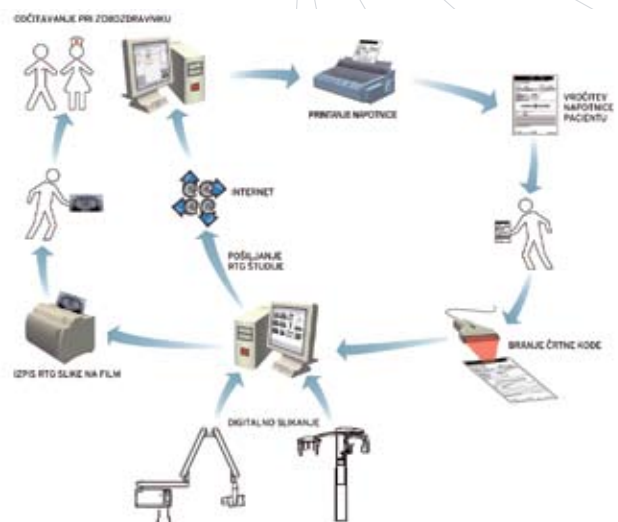 ODČITAVANJE PRI ZOBOZDRAVNIKU
PRINTANJE NAPOTNICE
VROČITEV
NAPOTNICE
PACIENTU
INTERNET
POŠILJANJE
RTG ŠTUDIJE
BRANJE ČRTNE KODE
IZPIS RTG SLIKE NA FILM
DIGITALNO SLIKANJE